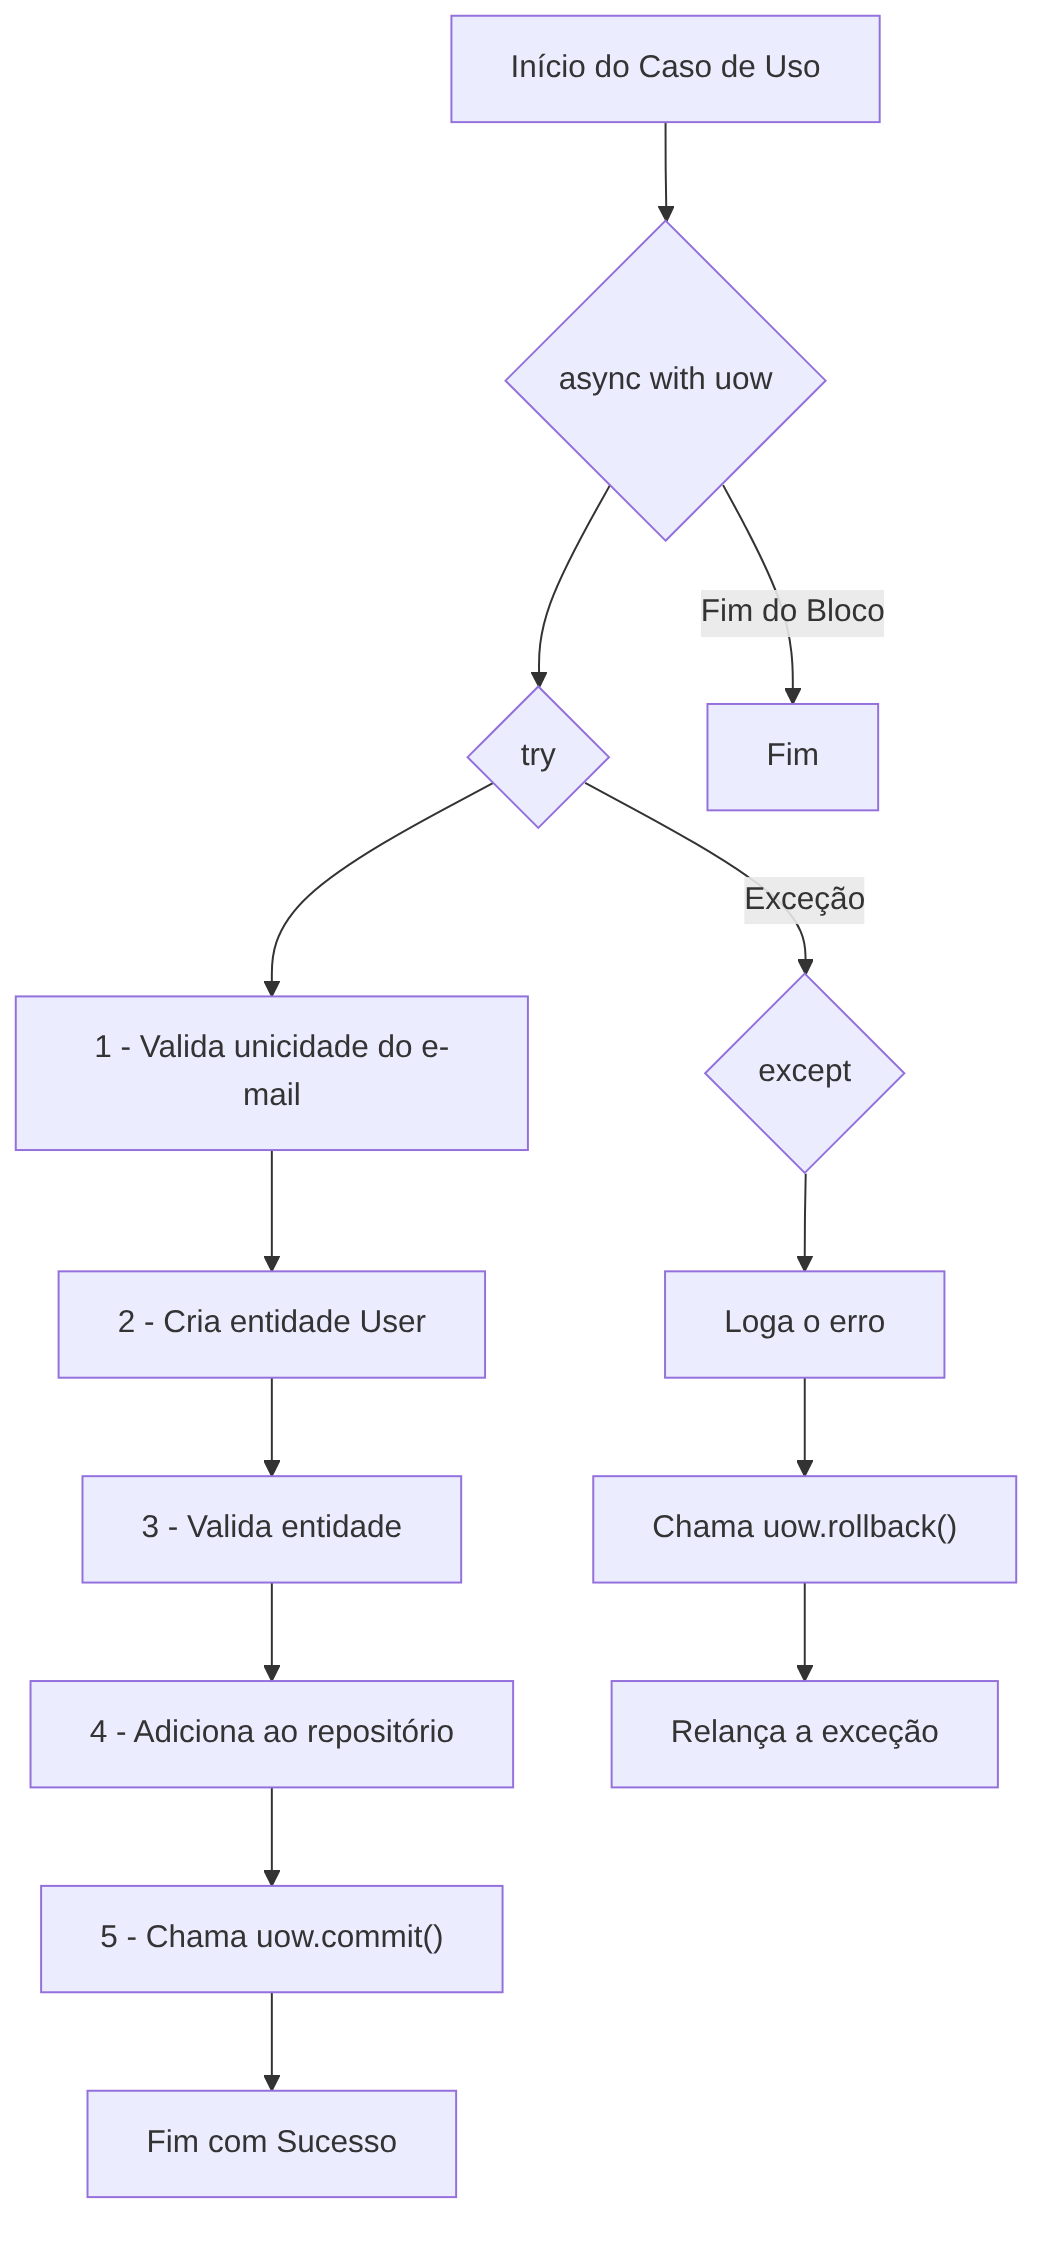 Início do Caso de Uso
async with uow
Fim do Bloco
try
Fim
Exceção
1 - Valida unicidade do e-
mail
except
2 - Cria entidade User
Loga o erro
3 - Valida entidade
Chama uow.rollback()
4 - Adiciona ao repositório
Relança a exceção
5 - Chama uow.commit()
Fim com Sucesso